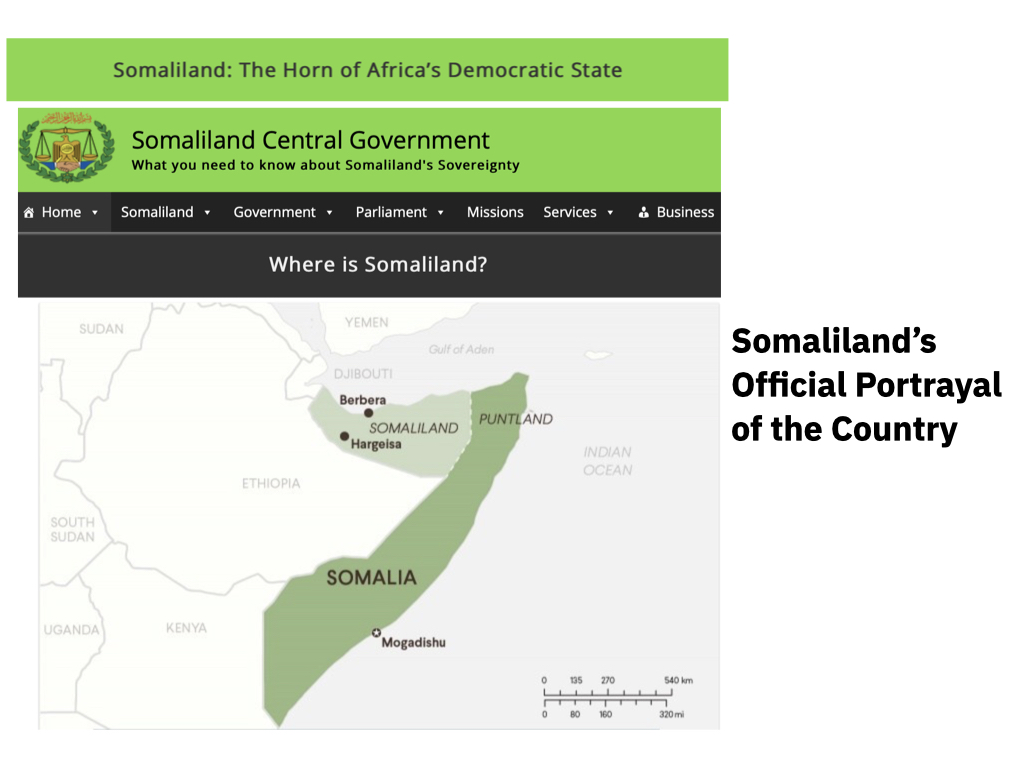 Somaliland: The Horn of Africa’s Democratic State
Somaliland Central Government
What you need to know about Somaliland's Sovereignty
Home
Somaliland
Government
Parliament
Missions
Services
Business
Where is Somaliland?
SUDAN
YEMEN
Gulf of Aden
DJIBOUTI
Berbera
SOMALILAND
PUNTLAND
Hargeisa
INDIAN
OCEAN
ETHIOPIA
SOUTH
SUDAN
SOMALIA
UGANDA
KENYA
Mogadishu
0 135 270 540 km
0 80 160 320 mi
Somaliland’s
Official Portrayal
of the Country